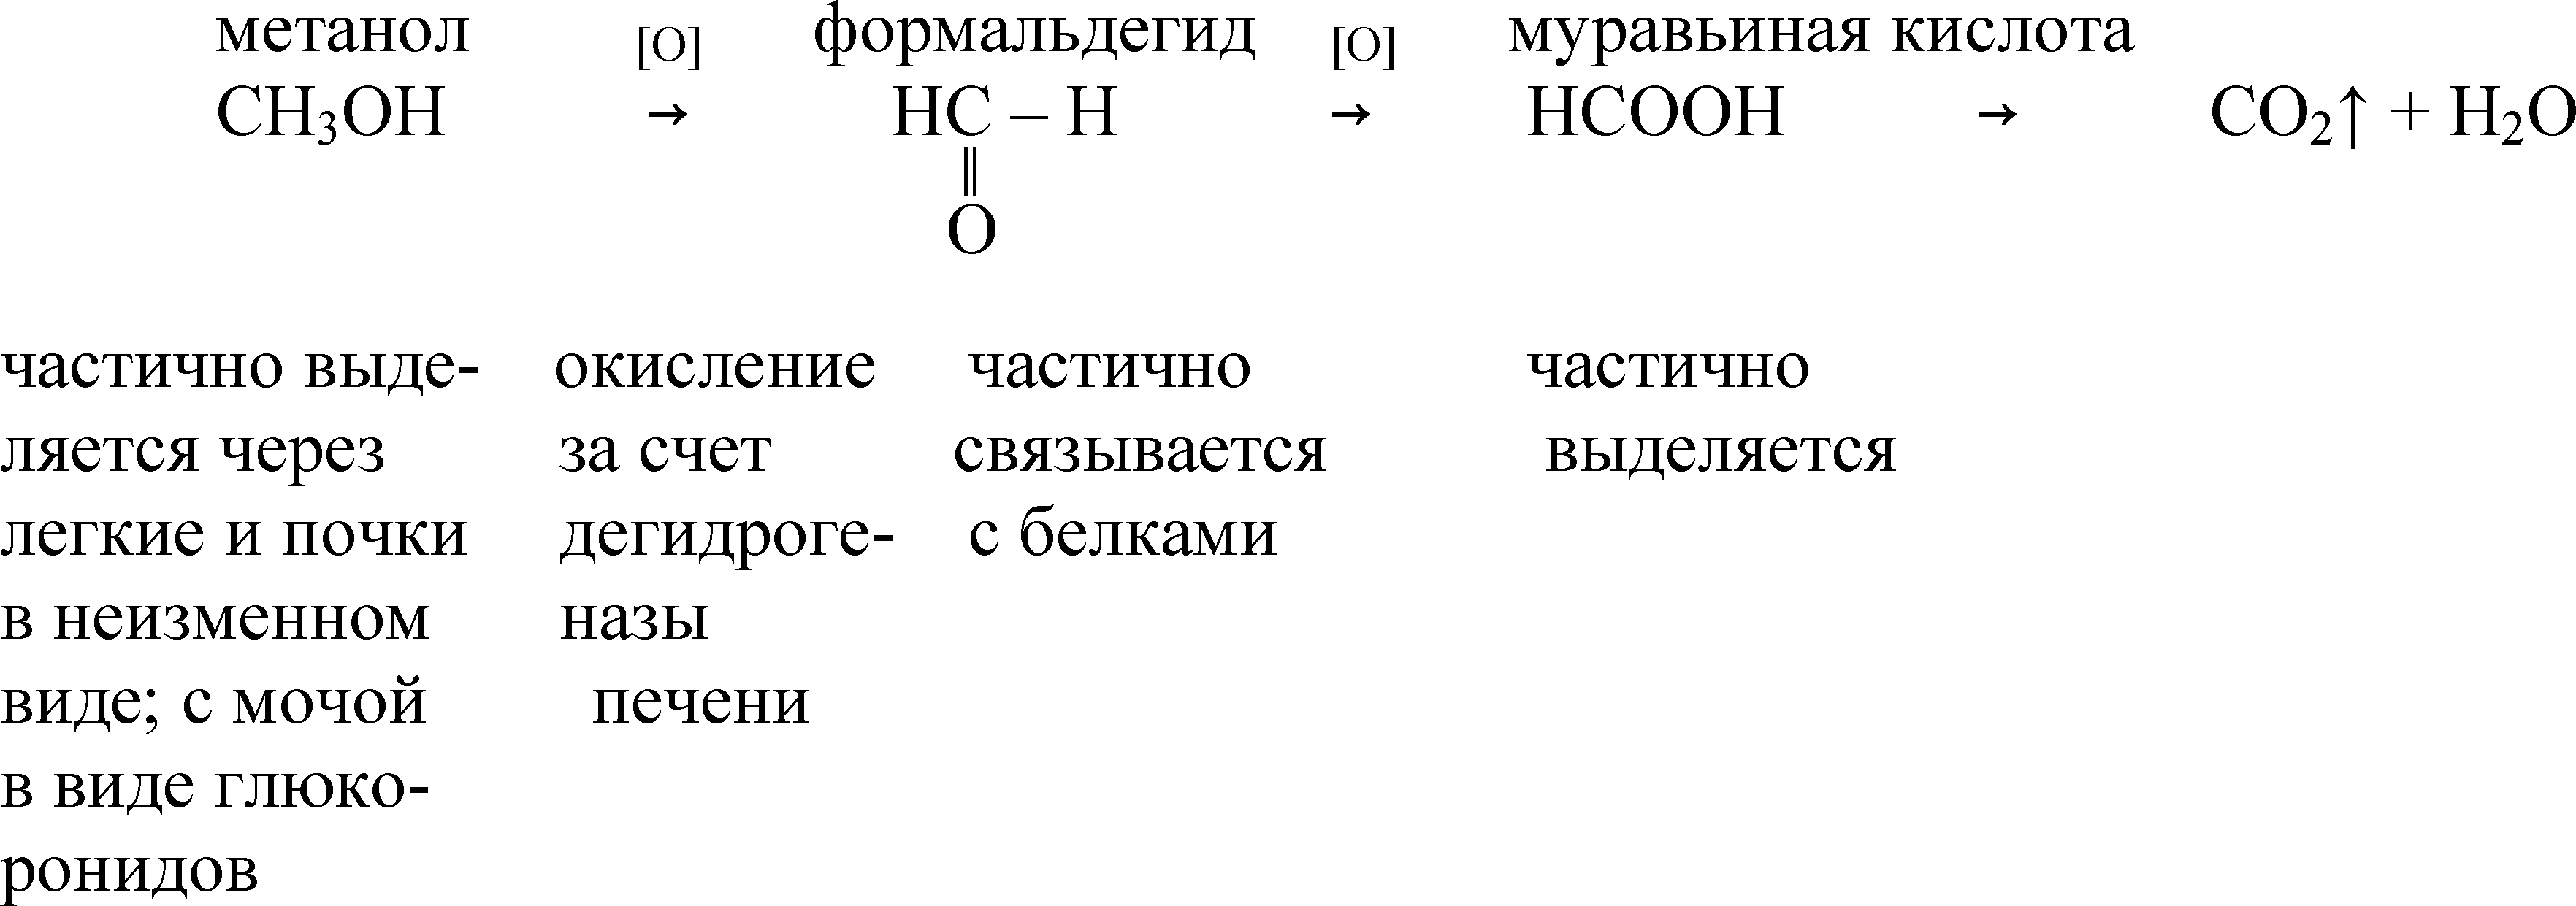 метанол [O] формальдегид [O] муравьиная кислота
CH₃OH → HC – H → HCOOH → CO₂↑ + H₂O
||
O
частично выде- окисление частично частично
ляется через за счет связывается выделяется
легкие и почки дегидроге- с белками
в неизменном назы
виде; с мочой печени
в виде глюко-
ронидов